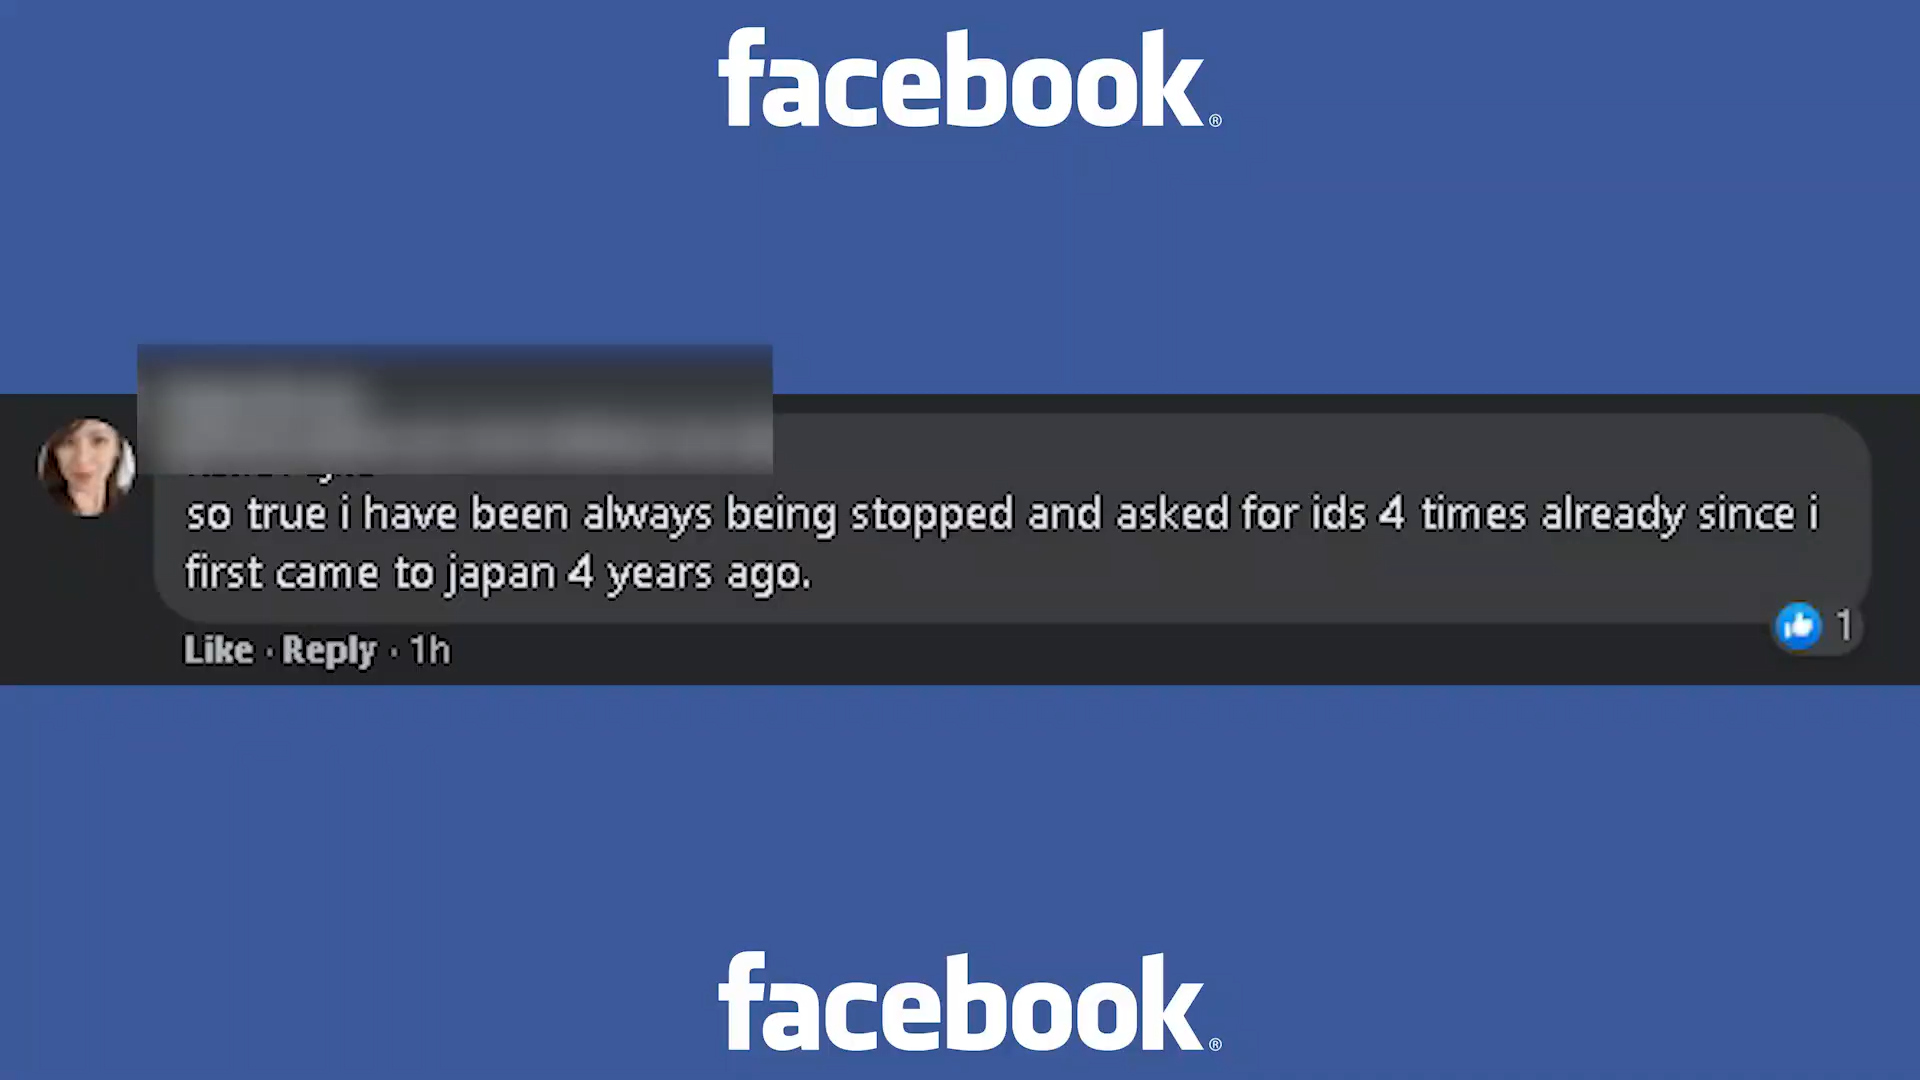 facebook®
so true i have been always being stopped and asked for ids 4 times already since i
first came to japan 4 years ago.
Like · Reply · 1h
1
facebook®